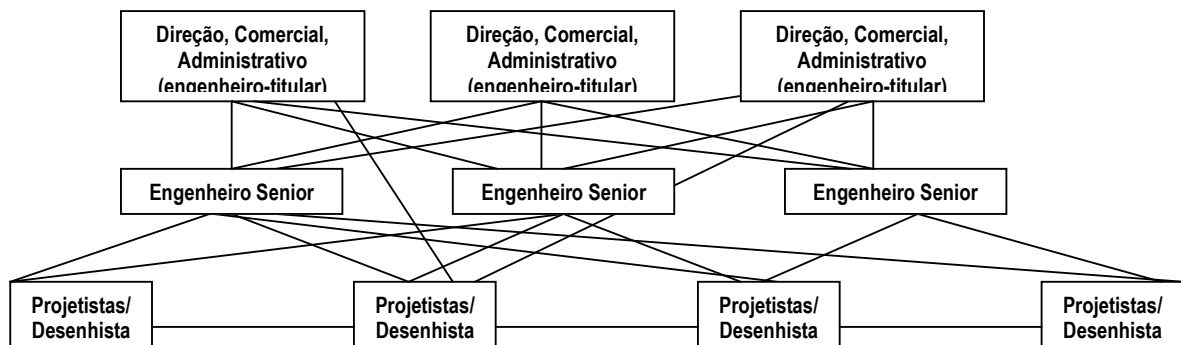 Direção, Comercial,
Administrativo
(engenheiro-titular)
Direção, Comercial,
Administrativo
(engenheiro-titular)
Direção, Comercial,
Administrativo
(engenheiro-titular)
Engenheiro Senior
Engenheiro Senior
Engenheiro Senior
Projetistas/
Desenhista
Projetistas/
Desenhista
Projetistas/
Desenhista
Projetistas/
Desenhista